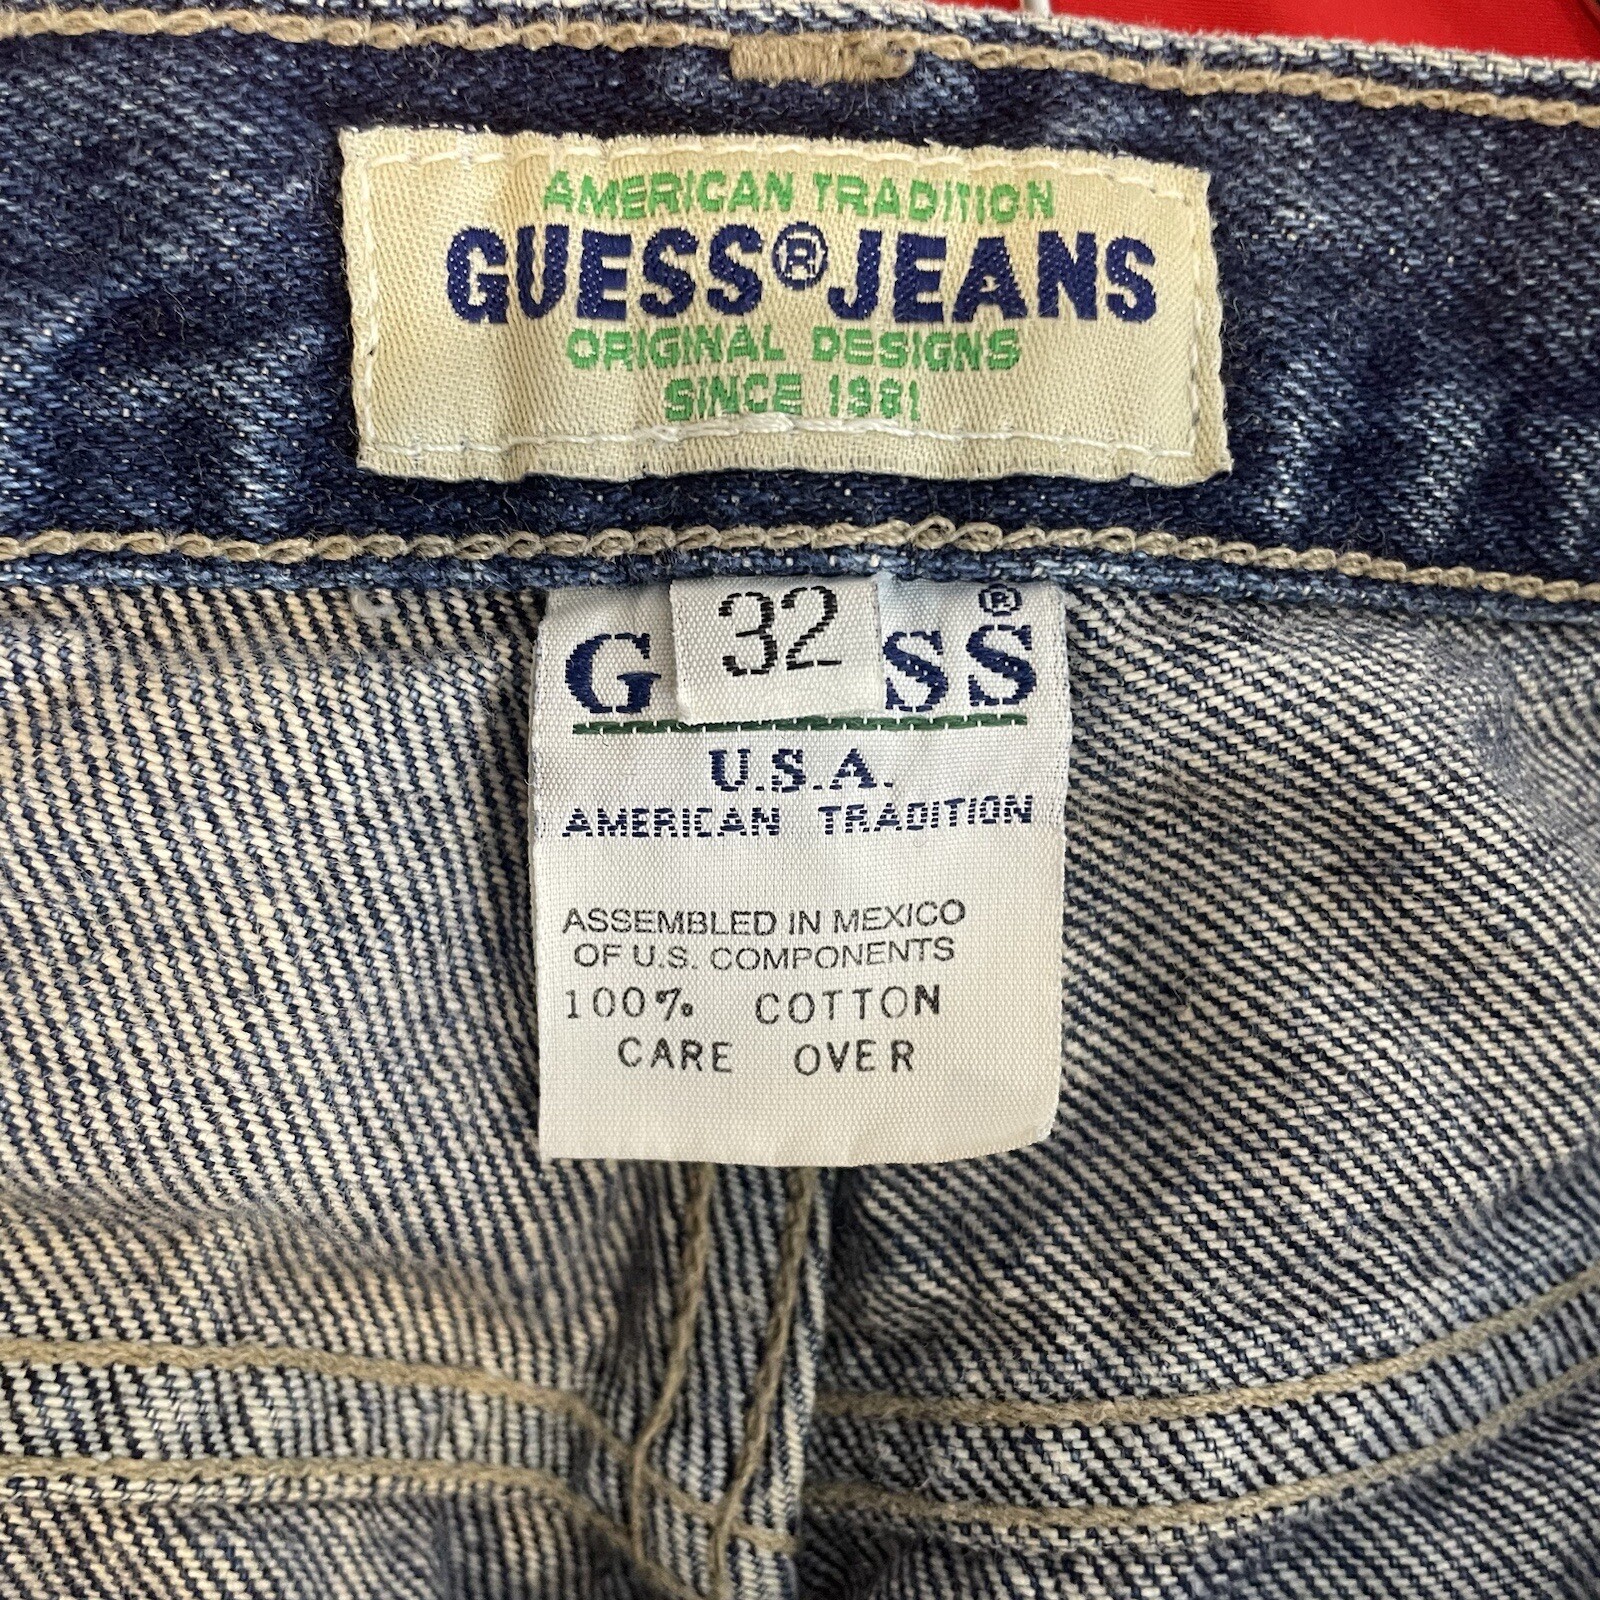 AMERICAN TRADITION
GUESS® JEANS
ORIGINAL DESIGNS
SINCE 1981
32
G SS®
U.S.A.
AMERICAN TRADITION
ASSEMBLED IN MEXICO
OF U.S. COMPONENTS
100% COTTON
CARE OVER